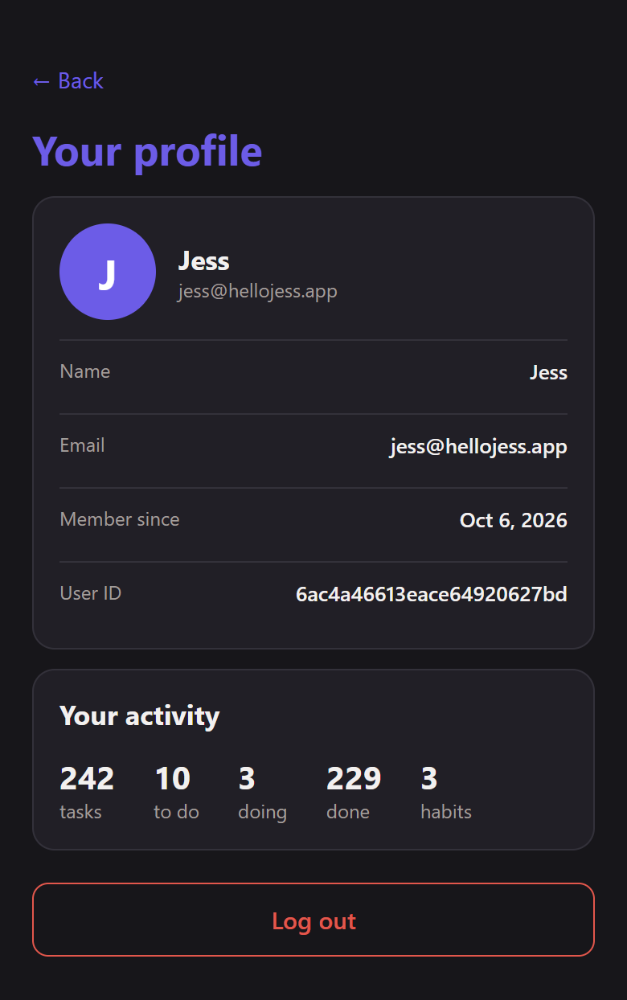 ← Back
Your profile
J
Jess
jess@hellojess.app
Name Jess
Email jess@hellojess.app
Member since Oct 6, 2026
User ID 6ac4a46613eace64920627bd
Your activity
242 10 3 229 3
tasks to do doing done habits
Log out